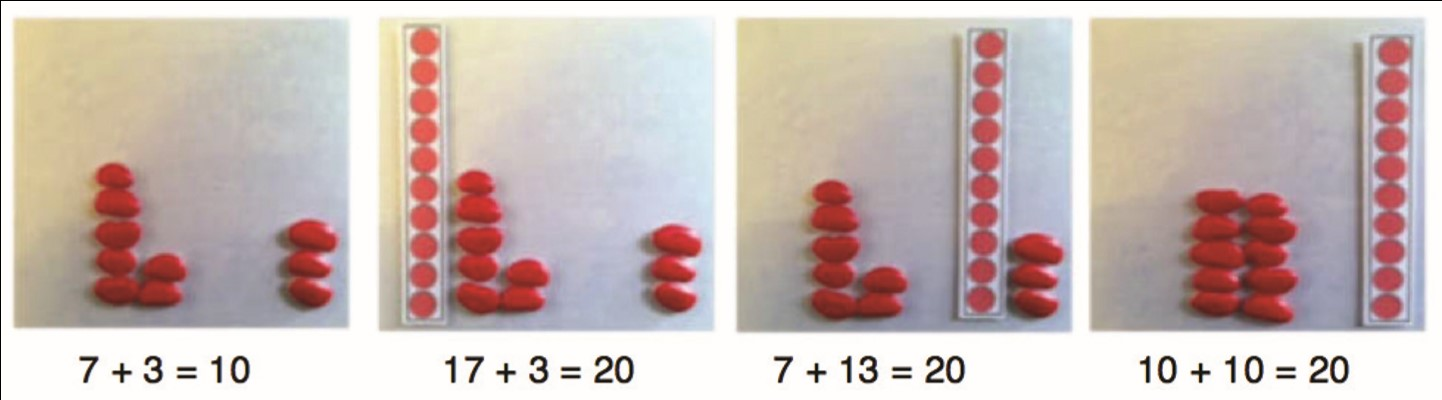 7 + 3 = 10
17 + 3 = 20
7 + 13 = 20
10 + 10 = 20